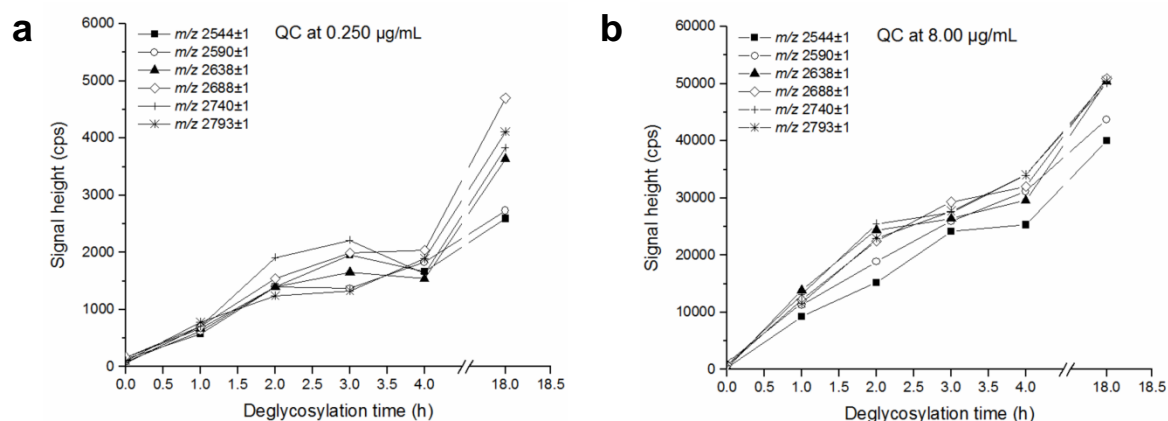 a
QC at 0.250 µg/mL
m/z 2544±1
m/z 2590±1
m/z 2638±1
m/z 2688±1
m/z 2740±1
m/z 2793±1
Signal height (cps)
6000
5000
4000
3000
2000
1000
0
0.0 0.5 1.0 1.5 2.0 2.5 3.0 3.5 4.0 18.0 18.5
Deglycosylation time (h)
b
QC at 8.00 µg/mL
m/z 2544±1
m/z 2590±1
m/z 2638±1
m/z 2688±1
m/z 2740±1
m/z 2793±1
Signal height (cps)
60000
50000
40000
30000
20000
10000
0
0.0 0.5 1.0 1.5 2.0 2.5 3.0 3.5 4.0 18.0 18.5
Deglycosylation time (h)